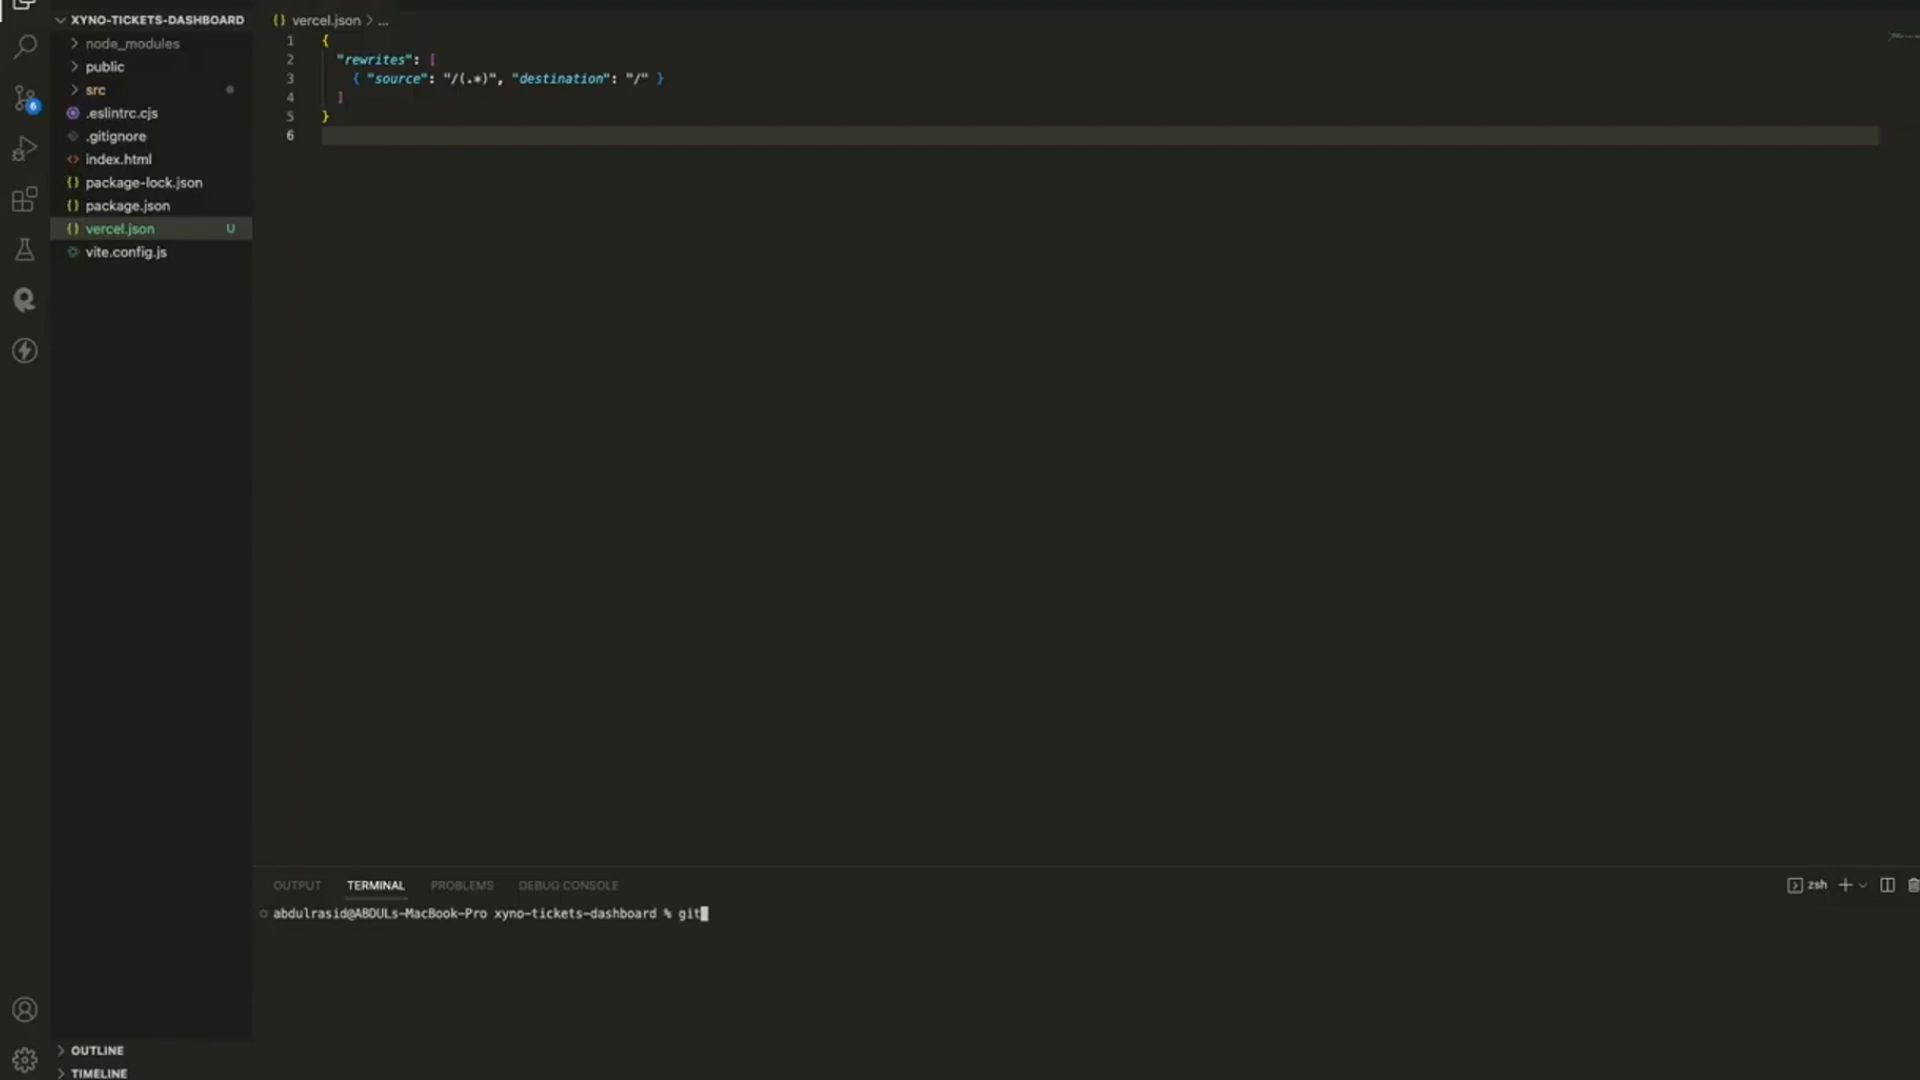 XYNO-TICKETS-DASHBOARD
node_modules
public
src
.eslintrc.cjs
.gitignore
index.html
package-lock.json
package.json
vercel.json U
vite.config.js
6
OUTLINE
TIMELINE
vercel.json > ...
1 {
2 "rewrites": [
3 { "source": "/(.*)", "destination": "/" }
4 ]
5 }
6
OUTPUT TERMINAL PROBLEMS DEBUG CONSOLE
zsh
abdulrasid@ABDULs-MacBook-Pro xyno-tickets-dashboard % git